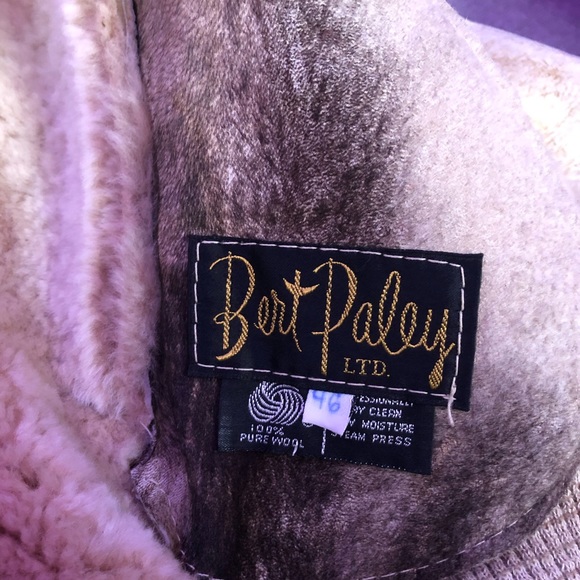 Bert Paley
LTD.
46
100%
PURE WOOL
CLEAN
MOISTURE
PRESS